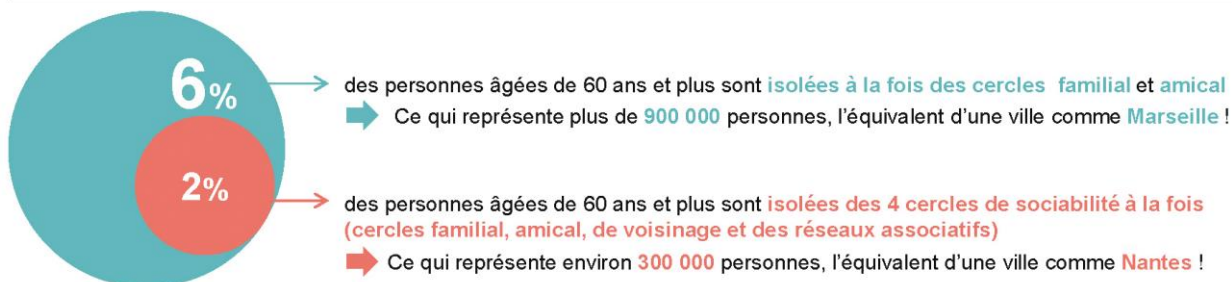 6%
des personnes âgées de 60 ans et plus sont isolées à la fois des cercles familial et amical
Ce qui représente plus de 900 000 personnes, l'équivalent d'une ville comme Marseille !
2%
des personnes âgées de 60 ans et plus sont isolées des 4 cercles de sociabilité à la fois
(cercles familial, amical, de voisinage et des réseaux associatifs)
Ce qui représente environ 300 000 personnes, l'équivalent d'une ville comme Nantes !